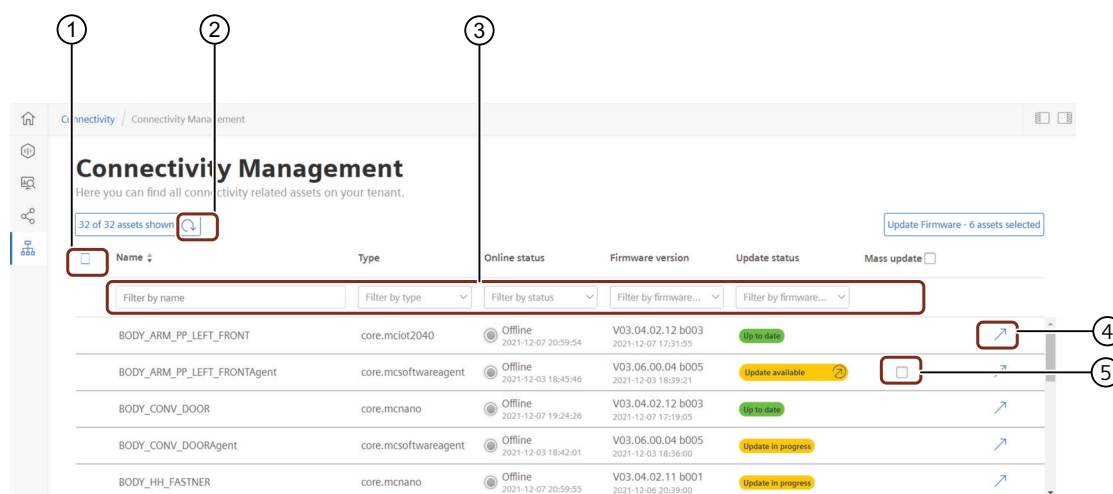 1 2 3
Connectivity / Connectivity Management
Connectivity Management
Here you can find all connectivity related assets on your tenant.
32 of 32 assets shown
Update Firmware - 6 assets selected
1 Name Type Online status Firmware version Update status Mass update
Filter by name Filter by type Filter by status Filter by firmware... Filter by firmware...
BODY_ARM_PP_LEFT_FRONT core.mciot2040 Offline V03.04.02.12 b003 Up to date 4
2021-12-07 20:59:54 2021-12-07 17:31:55
BODY_ARM_PP_LEFT_FRONTAgent core.mcsoftwareagent Offline V03.06.00.04 b005 Update available 5
2021-12-03 18:45:46 2021-12-03 18:39:21
BODY_CONV_DOOR core.mcnano Offline V03.04.02.12 b003 Up to date
2021-12-07 19:24:26 2021-12-07 17:19:05
BODY_CONV_DOORAgent core.mcsoftwareagent Offline V03.06.00.04 b005 Update in progress
2021-12-03 18:42:01 2021-12-03 18:36:00
BODY_HH_FASTNER core.mcnano Offline V03.04.02.11 b001 Update in progress
2021-12-07 20:59:55 2021-12-06 20:39:00